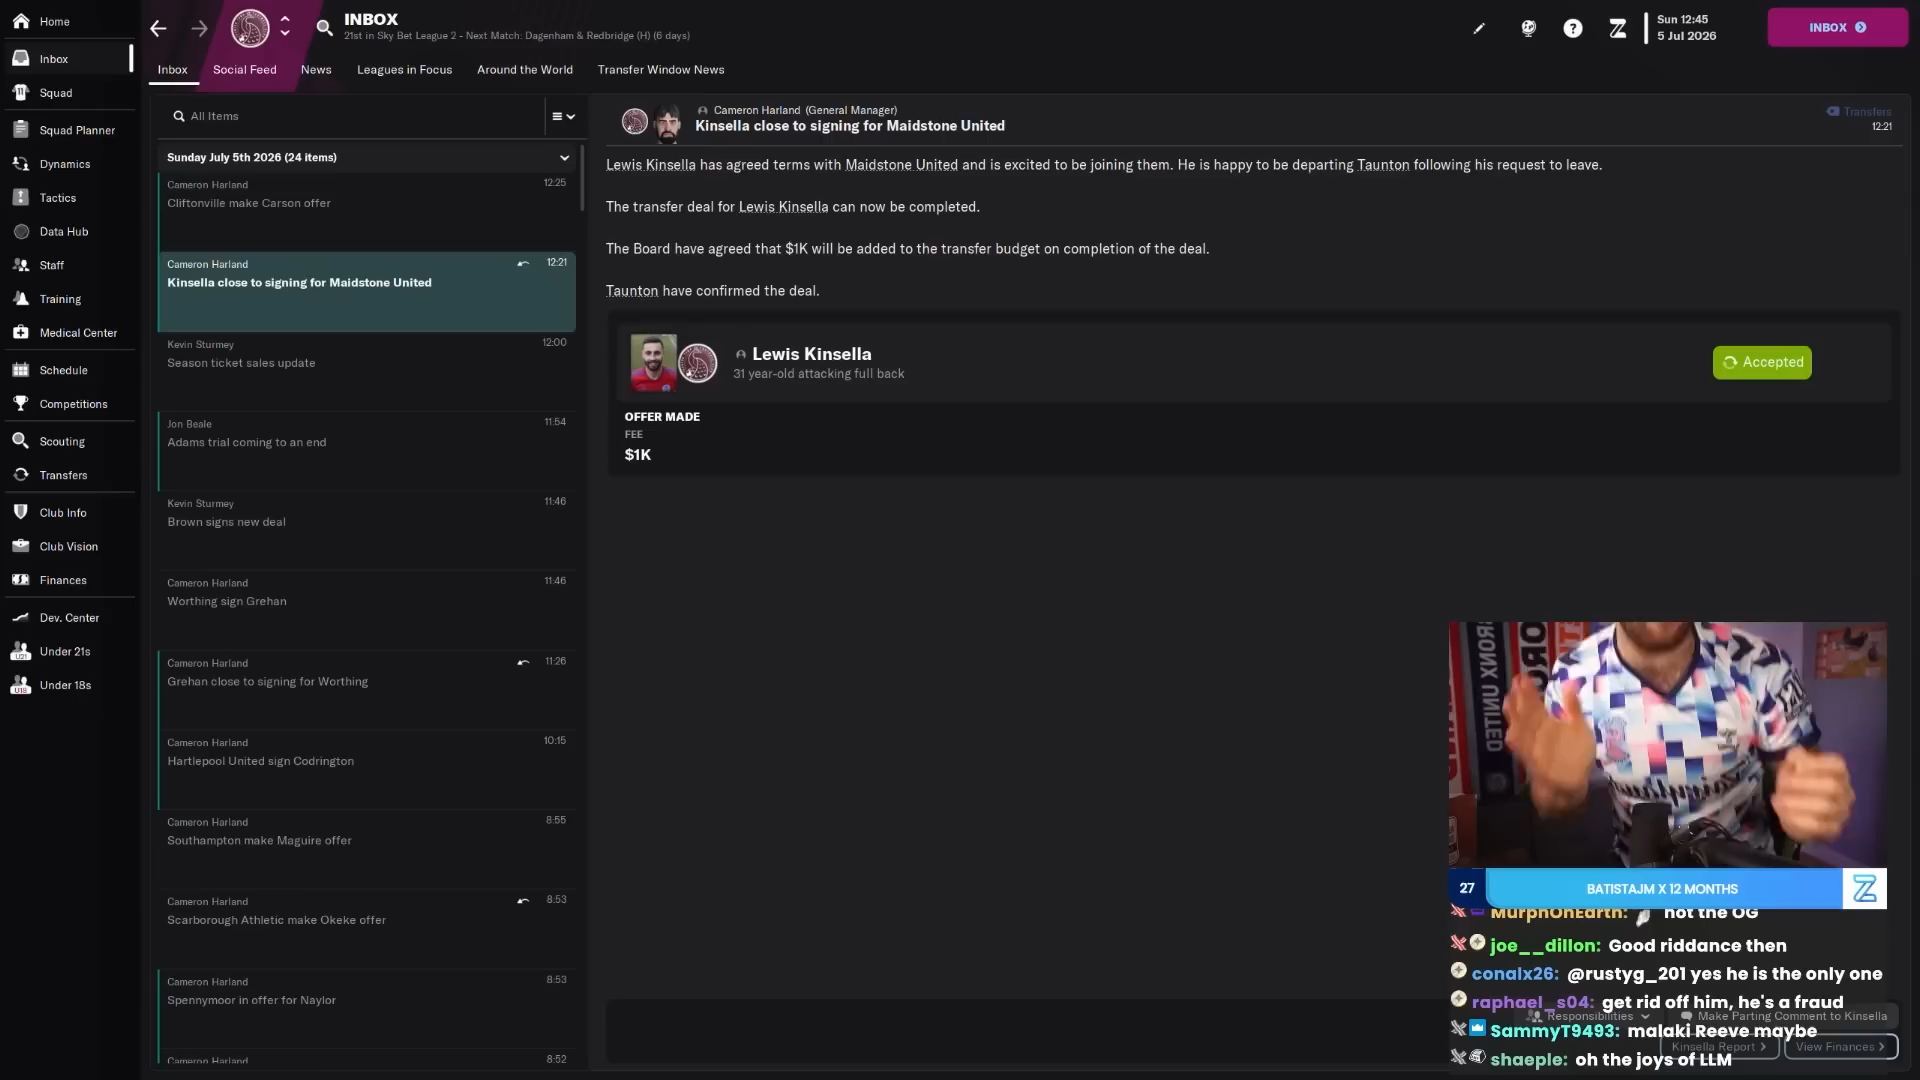 Home
Inbox
Squad
Squad Planner
Dynamics
Tactics
Data Hub
Staff
Training
Medical Center
Schedule
Competitions
Scouting
Transfers
Club Info
Club Vision
Finances
Dev. Center
Under 21s
Under 18s
INBOX
21st in Sky Bet League 2 - Next Match: Dagenham & Redbridge (H) (6 days)
Sun 12:45
5 Jul 2026
INBOX
Inbox Social Feed News Leagues in Focus Around the World Transfer Window News
All Items
Sunday July 5th 2026 (24 items)
Cameron Harland 12:25
Cliftonville make Carson offer
Cameron Harland 12:21
Kinsella close to signing for Maidstone United
Kevin Sturmey 12:00
Season ticket sales update
Jon Beale 11:54
Adams trial coming to an end
Kevin Sturmey 11:46
Brown signs new deal
Cameron Harland 11:46
Worthing sign Grehan
Cameron Harland 11:26
Grehan close to signing for Worthing
Cameron Harland 10:15
Hartlepool United sign Codrington
Cameron Harland 8:55
Southampton make Maguire offer
Cameron Harland 8:53
Scarborough Athletic make Okeke offer
Cameron Harland 8:53
Spennymoor in offer for Naylor
Cameron Harland 8:52
Cameron Harland (General Manager)
Kinsella close to signing for Maidstone United
Transfers
12:21
Lewis Kinsella has agreed terms with Maidstone United and is excited to be joining them. He is happy to be departing Taunton following his request to leave.
The transfer deal for Lewis Kinsella can now be completed.
The Board have agreed that $1K will be added to the transfer budget on completion of the deal.
Taunton have confirmed the deal.
Lewis Kinsella
31 year-old attacking full back
Accepted
OFFER MADE
FEE
$1K
BRONX UNITED
27 BATISTAJM X 12 MONTHS
MurphOnEarth: not the OG
joe__dillon: Good riddance then
conalx26: @rustyg_201 yes he is the only one
raphael_s04: get rid off him, he's a fraud
Responsibilities Make Parting Comment to Kinsella
SammyT9493: malaki Reeve maybe
Kinsella Report View Finances
shaeple: oh the joys of LLM